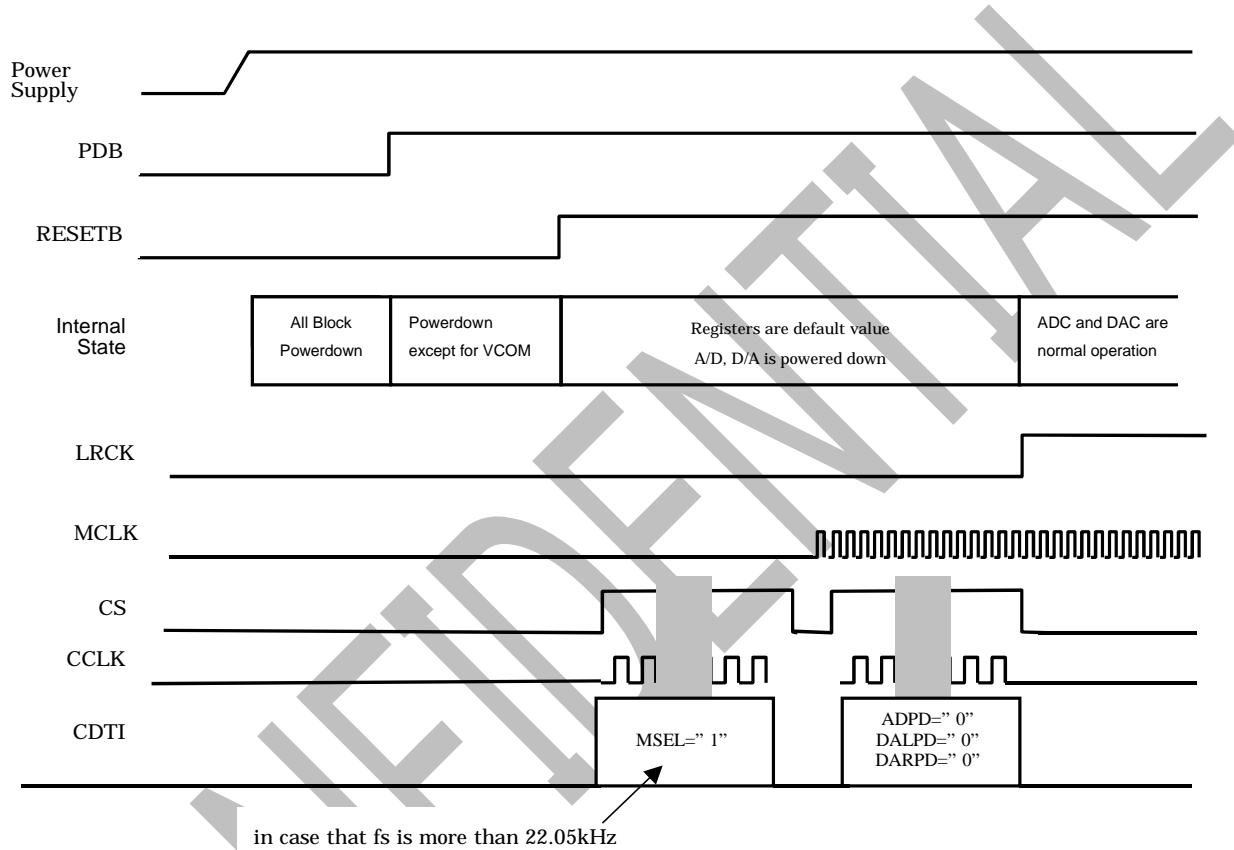 Power
Supply
PDB
RESETB
Internal
State
All Block
Powerdown
Powerdown
except for VCOM
Registers are default value
A/D, D/A is powered down
ADC and DAC are
normal operation
LRCK
MCLK
CS
CCLK
CDTI
MSEL=” 1”
ADPD=” 0”
DALPD=” 0”
DARPD=” 0”
in case that fs is more than 22.05kHz
NFIDENTIAL